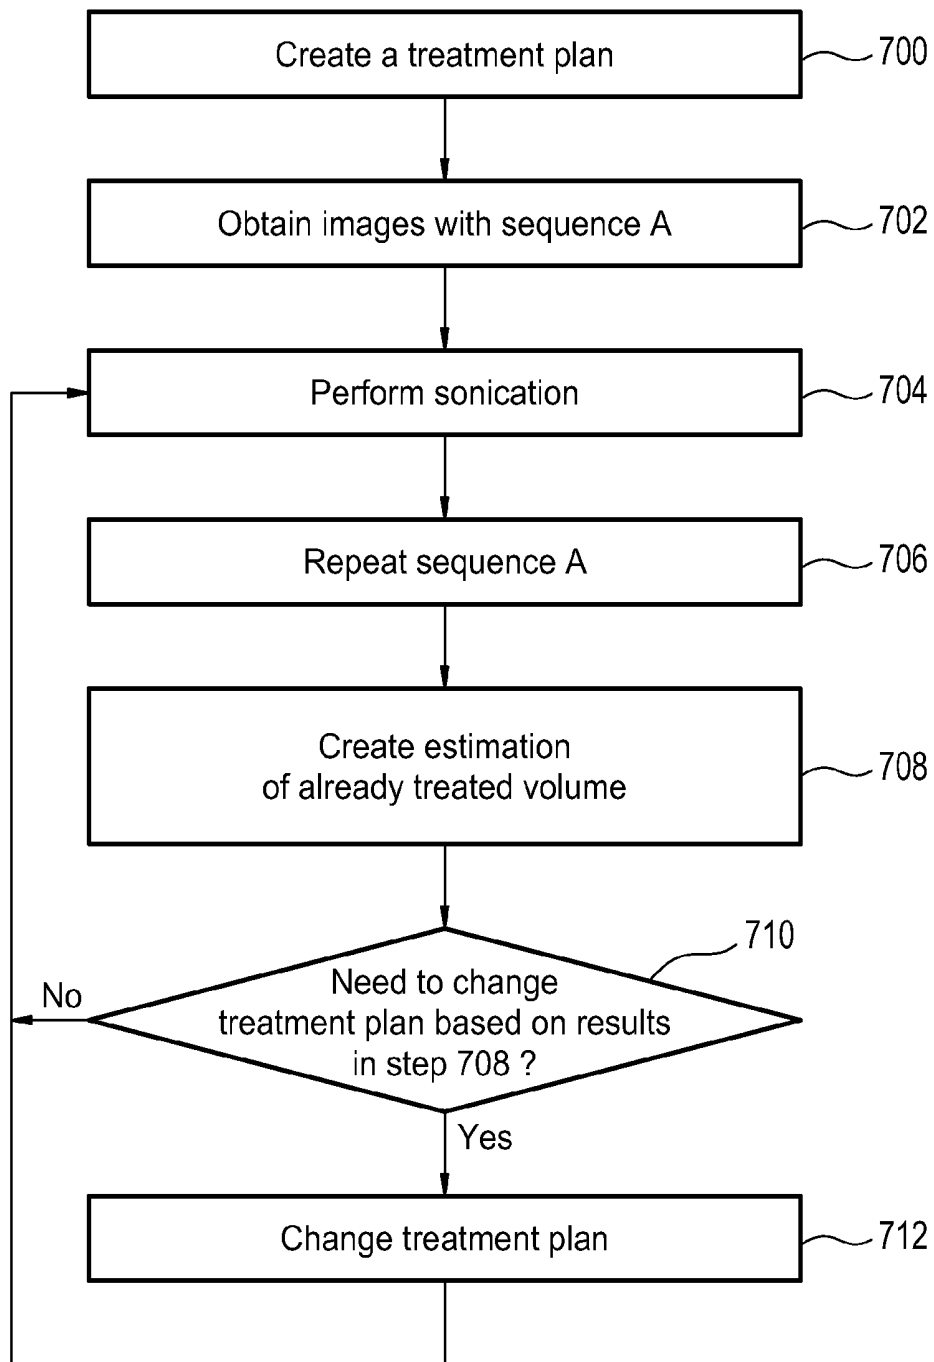 Create a treatment plan
700
Obtain images with sequence A
702
Perform sonication
704
Repeat sequence A
706
Create estimation
of already treated volume
708
710
Need to change
treatment plan based on results
in step 708 ?
No
Yes
Change treatment plan
712